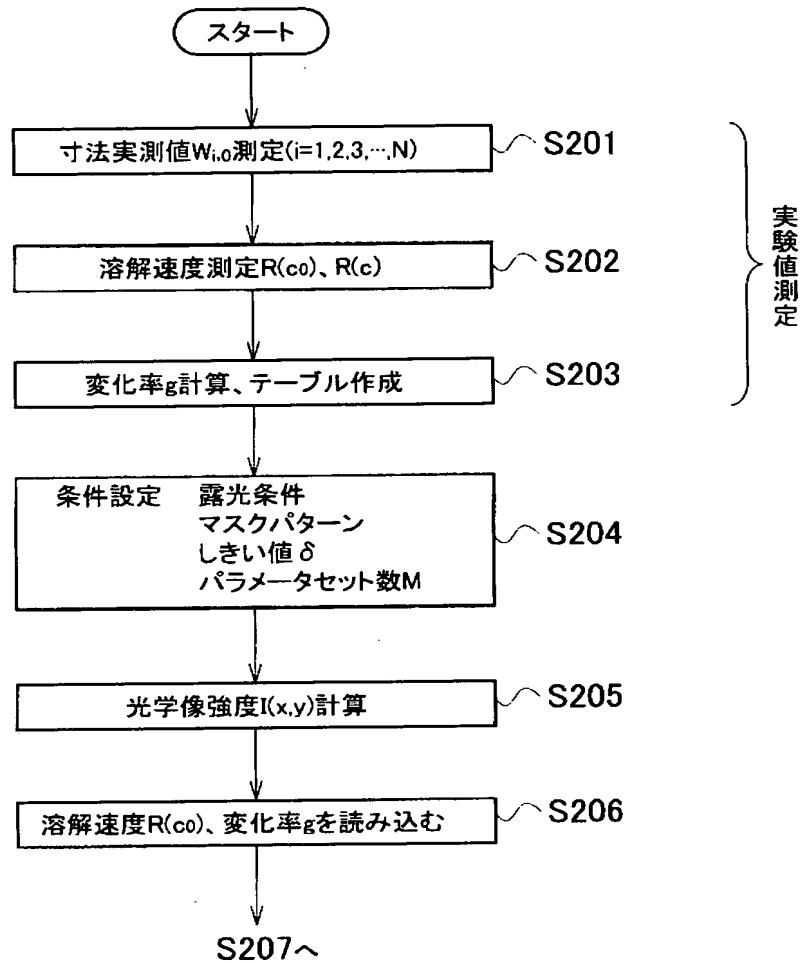 スタート
寸法実測値Wi,0測定(i=1,2,3,…,N)
S201
溶解速度測定R(c0)、R(c)
S202
変化率g計算、テーブル作成
S203
実験値測定
条件設定 露光条件
マスクパターン
しきい値δ
パラメータセット数M
S204
光学像強度I(x,y)計算
S205
溶解速度R(c0)、変化率gを読み込む
S206
S207へ